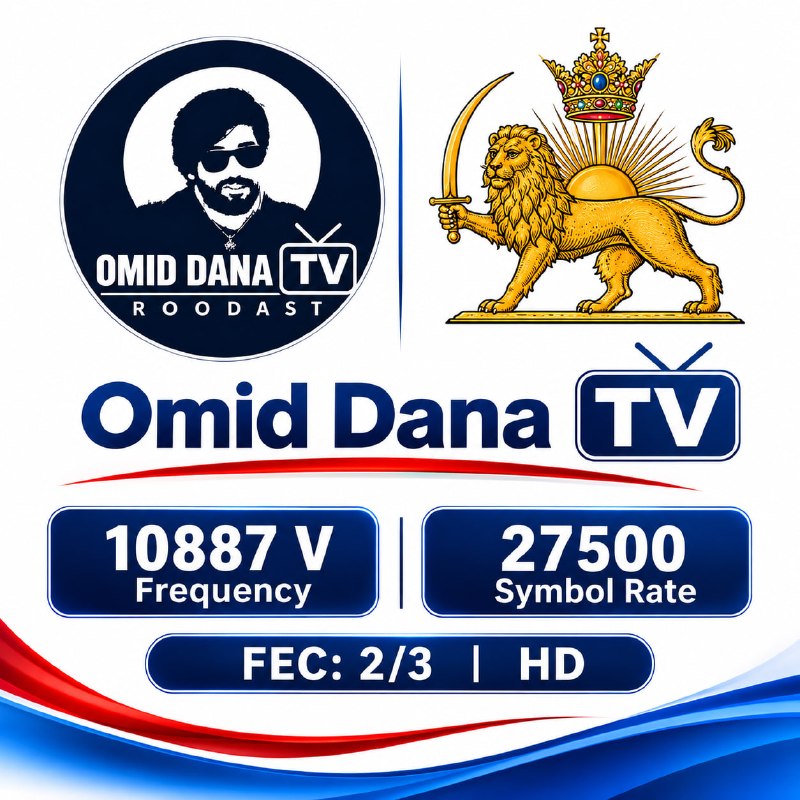 OMID DANA TV
ROODAST
Omid Dana TV
10887 V
Frequency
27500
Symbol Rate
FEC: 2/3 | HD